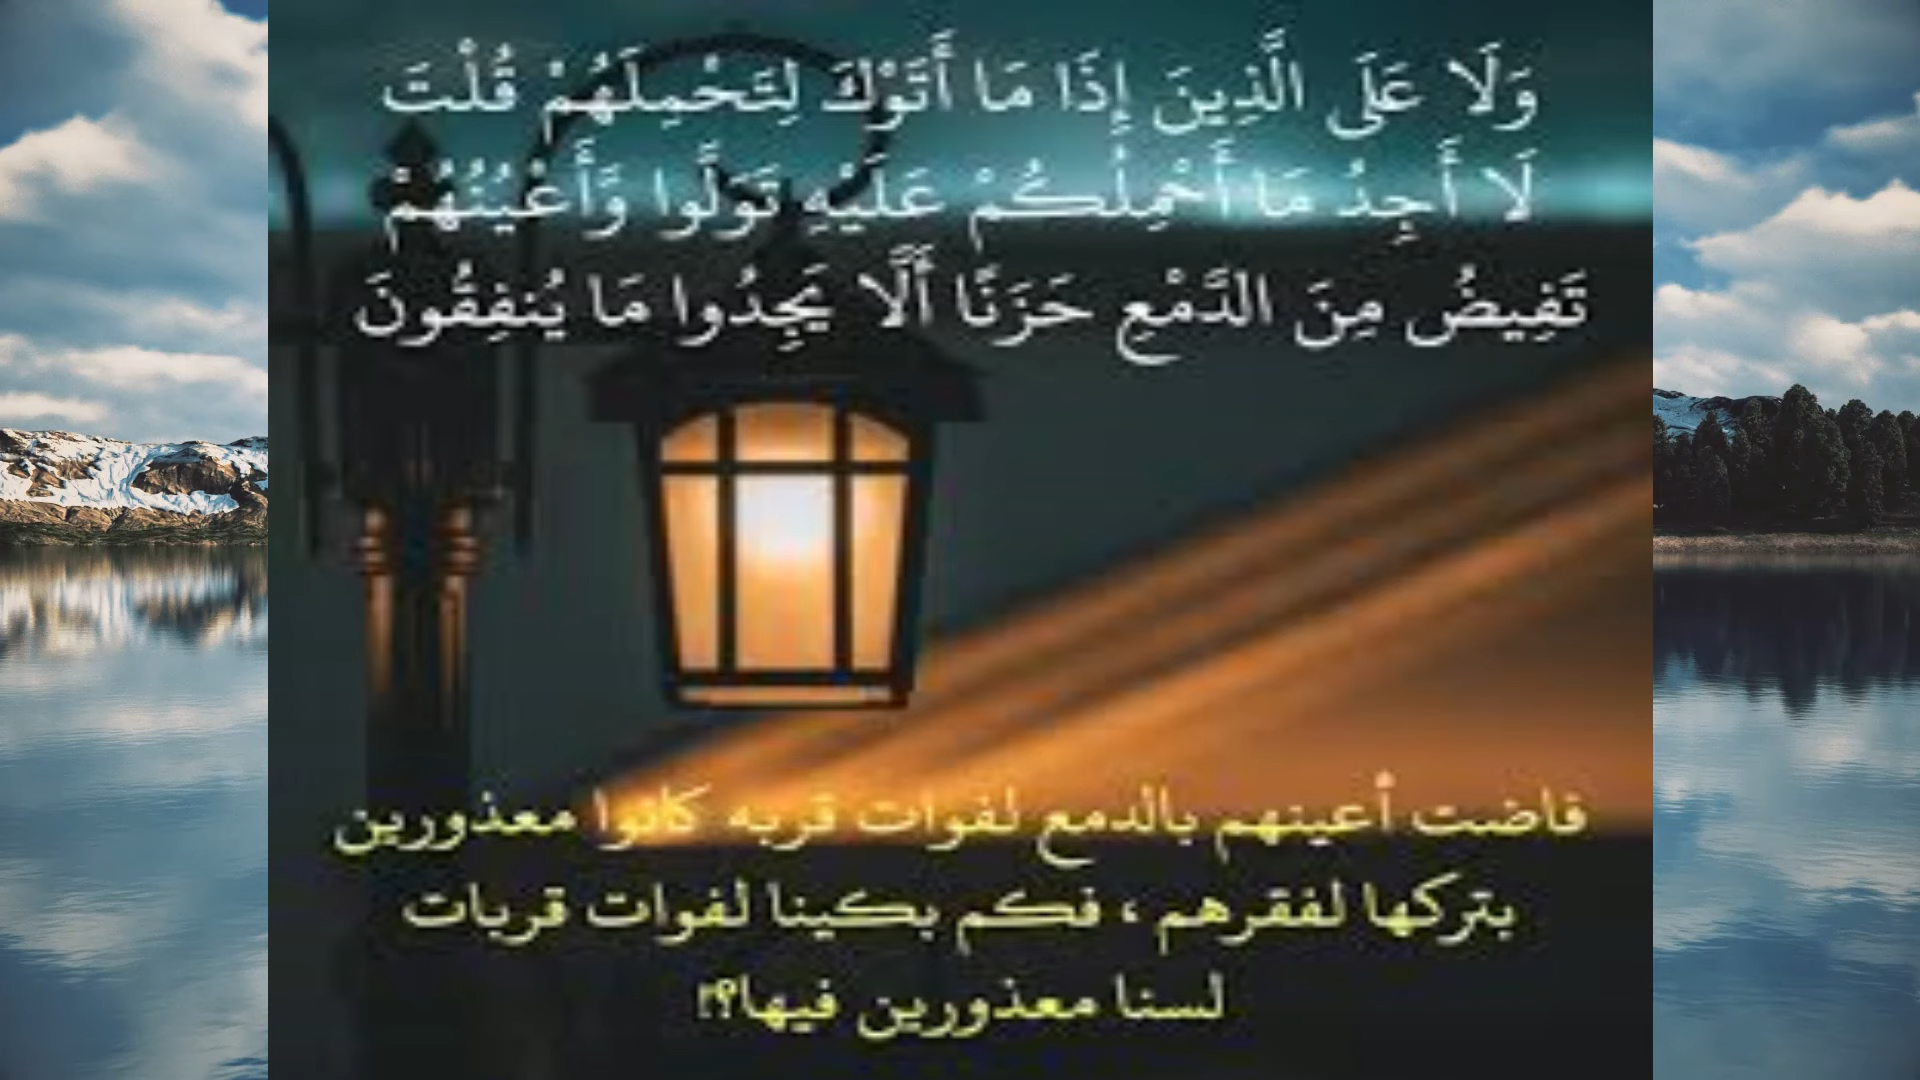 وَلَا عَلَى الَّذِينَ إِذَا مَا أَتَوْكَ لِتَحْمِلَهُمْ قُلْتَ
لَا أَجِدُ مَا أَحْمِلُكُمْ عَلَيْهِ تَوَلَّوا وَّأَعْيُنُهُمْ
تَفِيضُ مِنَ الدَّمْعِ حَزَنًا أَلَّا يَجِدُوا مَا يُنفِقُونَ
فاضت أعينهم بالدمع لفوات قربه كانوا معذورين
بتركها لفقرهم ، فكم بكينا لفوات قربات
لسنا معذورين فيها؟!